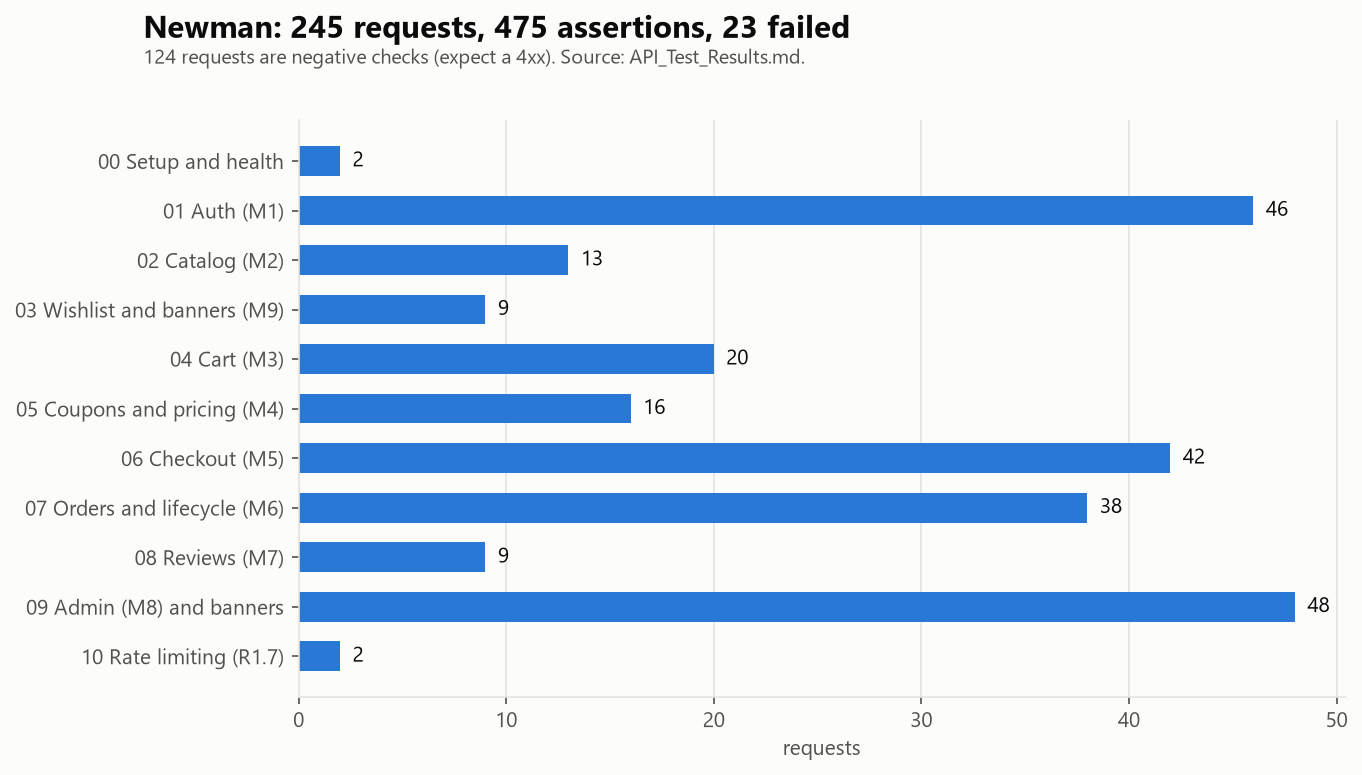 Newman: 245 requests, 475 assertions, 23 failed
124 requests are negative checks (expect a 4xx). Source: API_Test_Results.md.
00 Setup and health 2
01 Auth (M1) 46
02 Catalog (M2) 13
03 Wishlist and banners (M9) 9
04 Cart (M3) 20
05 Coupons and pricing (M4) 16
06 Checkout (M5) 42
07 Orders and lifecycle (M6) 38
08 Reviews (M7) 9
09 Admin (M8) and banners 48
10 Rate limiting (R1.7) 2
0 10 20 30 40 50
requests